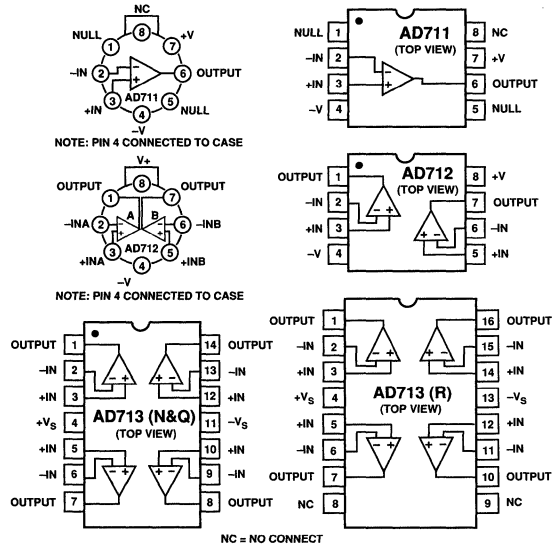 NC
NULL 1 8 7 +V
–IN 2 6 OUTPUT
+IN 3 AD711 5 NULL
4
–V
NOTE: PIN 4 CONNECTED TO CASE
NULL 1 AD711 8 NC
(TOP VIEW)
–IN 2 7 +V
+IN 3 6 OUTPUT
–V 4 5 NULL
V+
OUTPUT 1 8 7 OUTPUT
–INA 2 A B 6 –INB
+INA 3 AD712 5 +INB
4
–V
NOTE: PIN 4 CONNECTED TO CASE
OUTPUT 1 AD712 8 +V
(TOP VIEW)
–IN 2 7 OUTPUT
+IN 3 6 –IN
–V 4 5 +IN
OUTPUT 1 14 OUTPUT
–IN 2 13 –IN
+IN 3 12 +IN
+VS 4 AD713 (N&Q) 11 –VS
(TOP VIEW)
+IN 5 10 +IN
–IN 6 9 –IN
OUTPUT 7 8 OUTPUT
OUTPUT 1 16 OUTPUT
–IN 2 15 –IN
+IN 3 14 +IN
+VS 4 AD713 (R) 13 –VS
(TOP VIEW)
+IN 5 12 +IN
–IN 6 11 –IN
OUTPUT 7 10 OUTPUT
NC 8 9 NC
NC = NO CONNECT